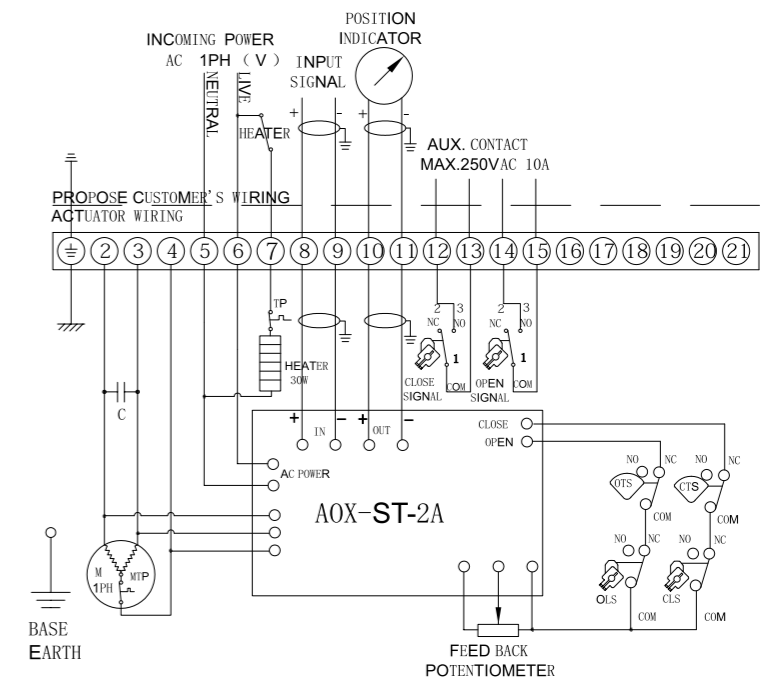 POSITION
INDICATOR
INCOMING POWER
AC 1PH ( V )
INPUT
SIGNAL
NEUTRAL
LIVE
HEATER
+ -
+ -
AUX. CONTACT
MAX.250VAC 10A
PROPOSE CUSTOMER'S WIRING
ACTUATOR WIRING
2 3 4 5 6 7 8 9 10 11 12 13 14 15 16 17 18 19 20 21
TP
2 3
NC NO
1
COM
CLOSE
SIGNAL
2 3
NC NO
1
COM
OPEN
SIGNAL
HEATER
30W
C
+ - + -
IN OUT
CLOSE
OPEN
AC POWER
AOX-ST-2A
NO NC
OTS
COM
NO NC
CTS
COM
NO NC
OLS
COM
NO NC
CLS
COM
M
1PH
MTP
BASE
EARTH
FEED BACK
POTENTIOMETER